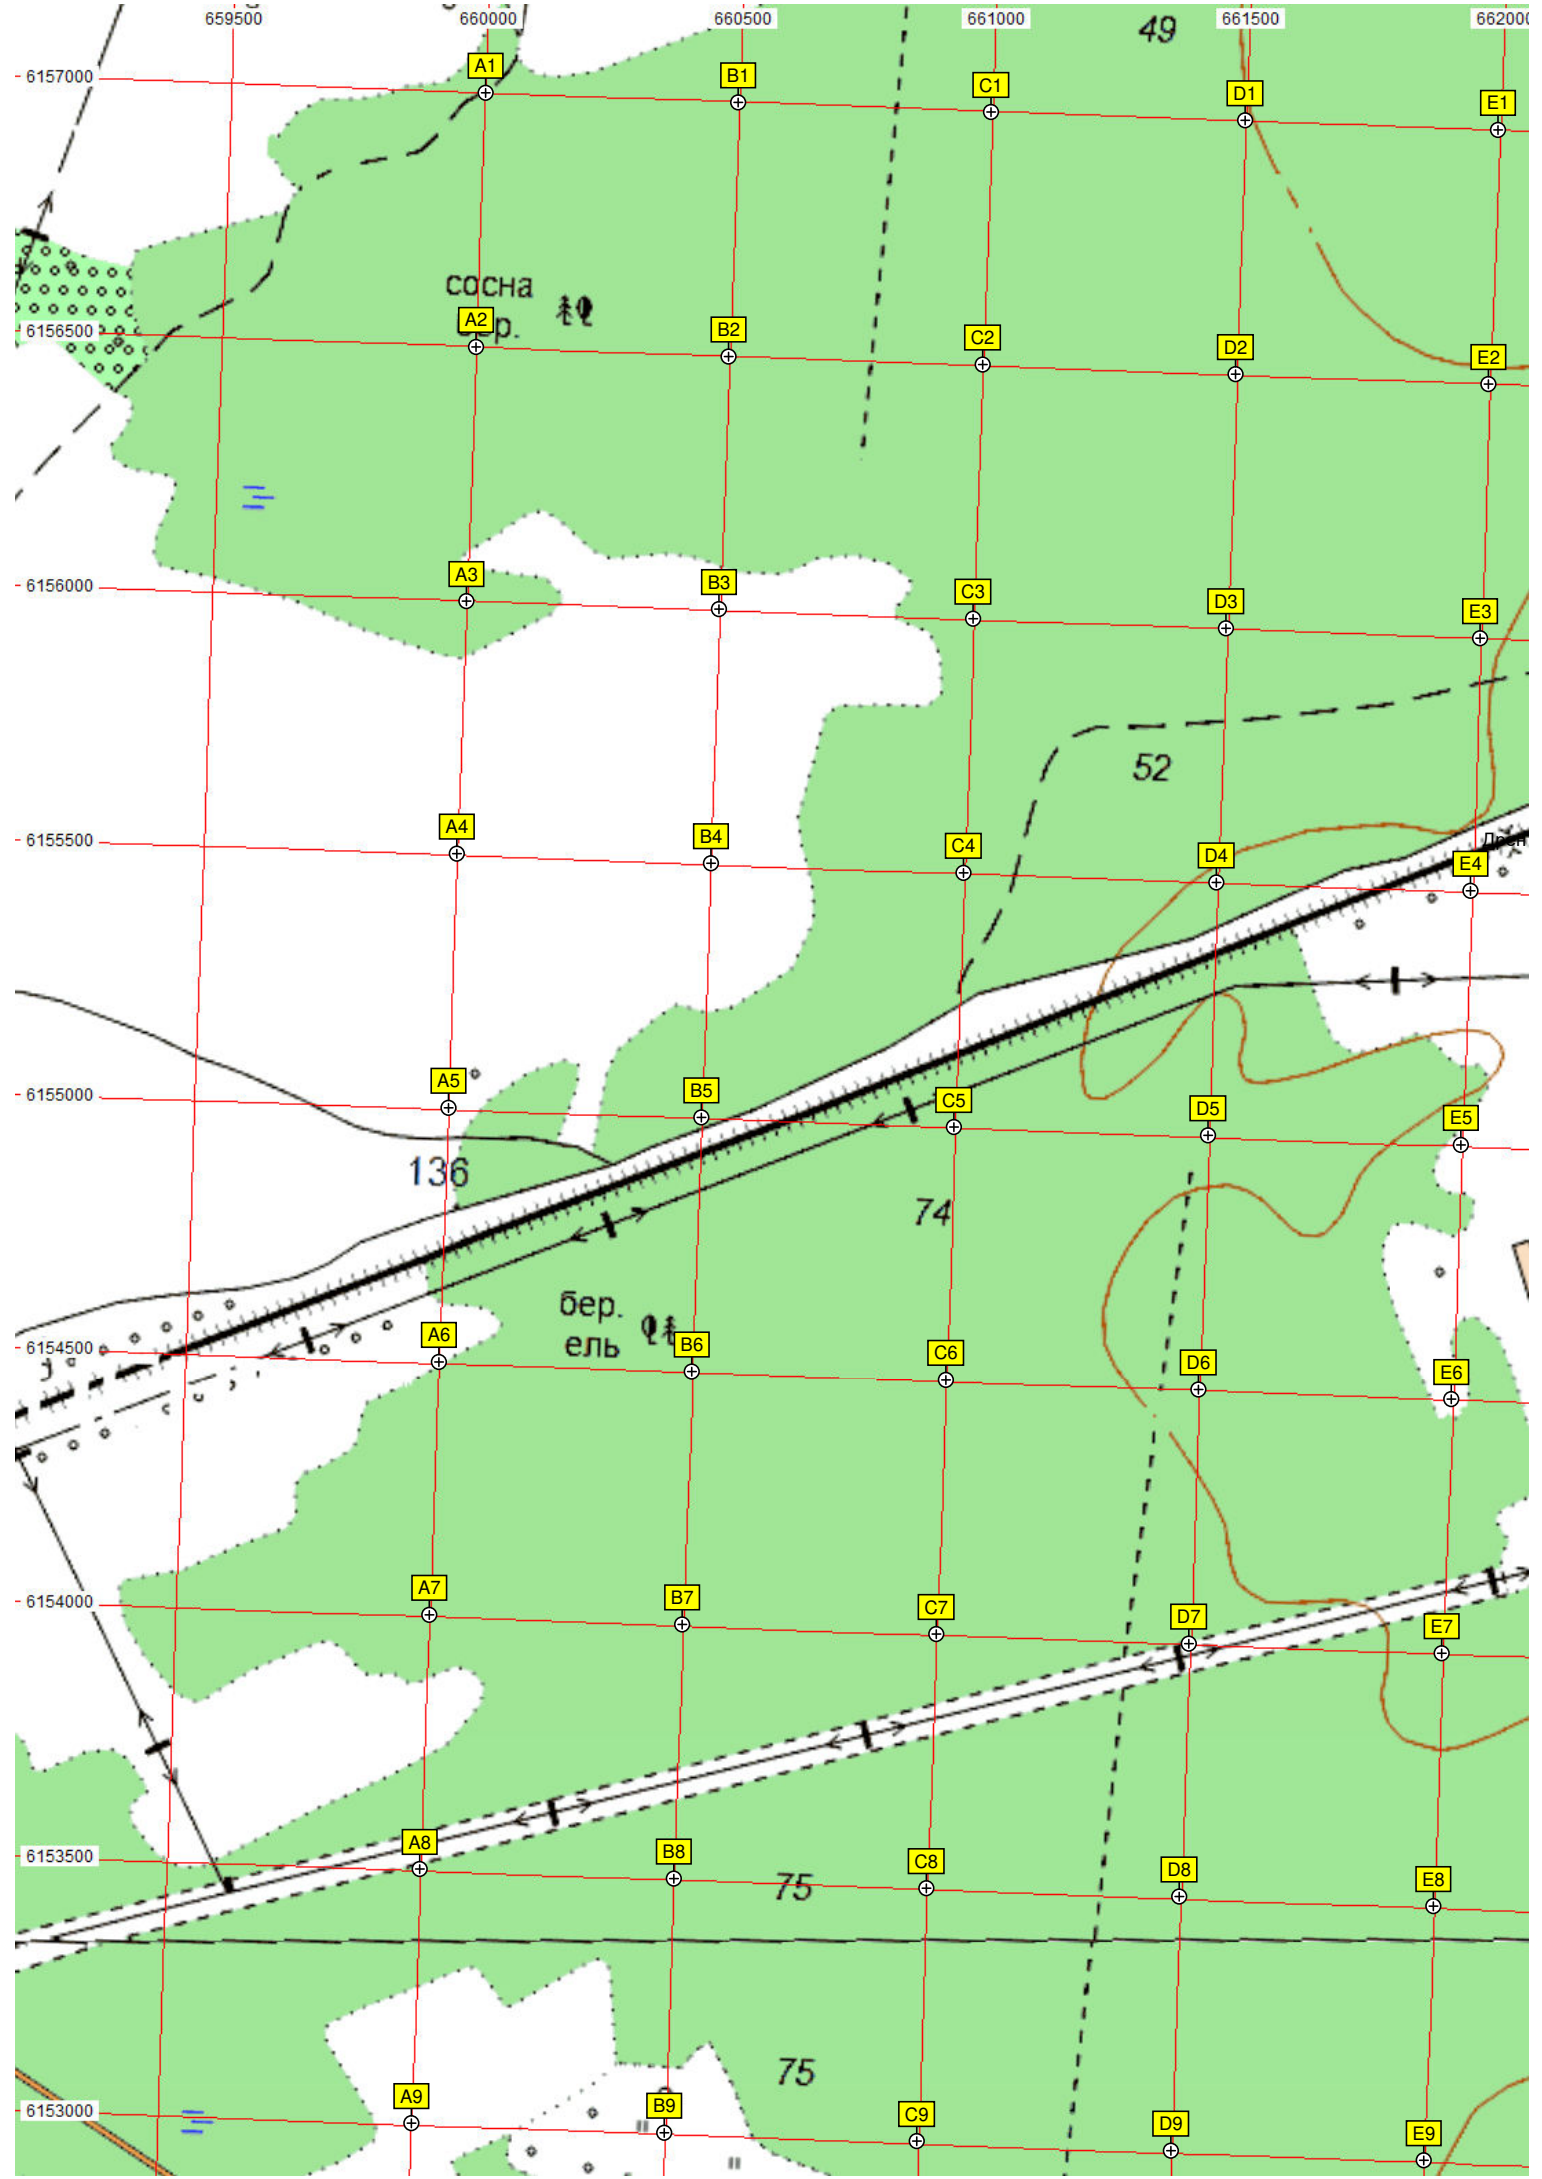 659500 660000 660500 661000 661500 66200
49
6157000 A1 B1 C1 D1 E1
сосна
6156500 A2 B2 C2 D2 E2
бер.
6156000 A3 B3 C3 D3 E3
52
6155500 A4 B4 C4 D4 E4
6155000 A5 B5 C5 D5 E5
136
74
бер.
ель
6154500 A6 B6 C6 D6 E6
6154000 A7 B7 C7 D7 E7
6153500 A8 B8 C8 D8 E8
75
75
6153000 A9 B9 C9 D9 E9